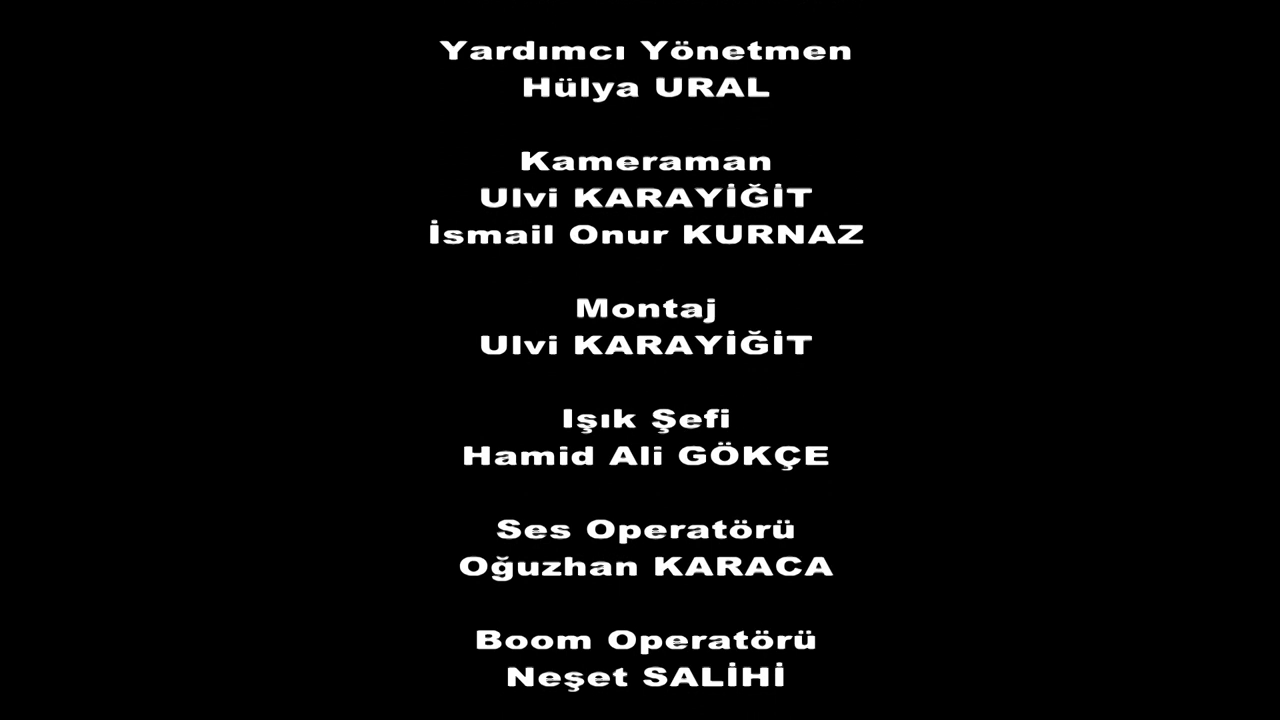 Yardımcı Yönetmen
Hülya URAL
Kameraman
Ulvi KARAYİĞİT
İsmail Onur KURNAZ
Montaj
Ulvi KARAYİĞİT
Işık Şefi
Hamid Ali GÖKÇE
Ses Operatörü
Oğuzhan KARACA
Boom Operatörü
Neşet SALİHİ